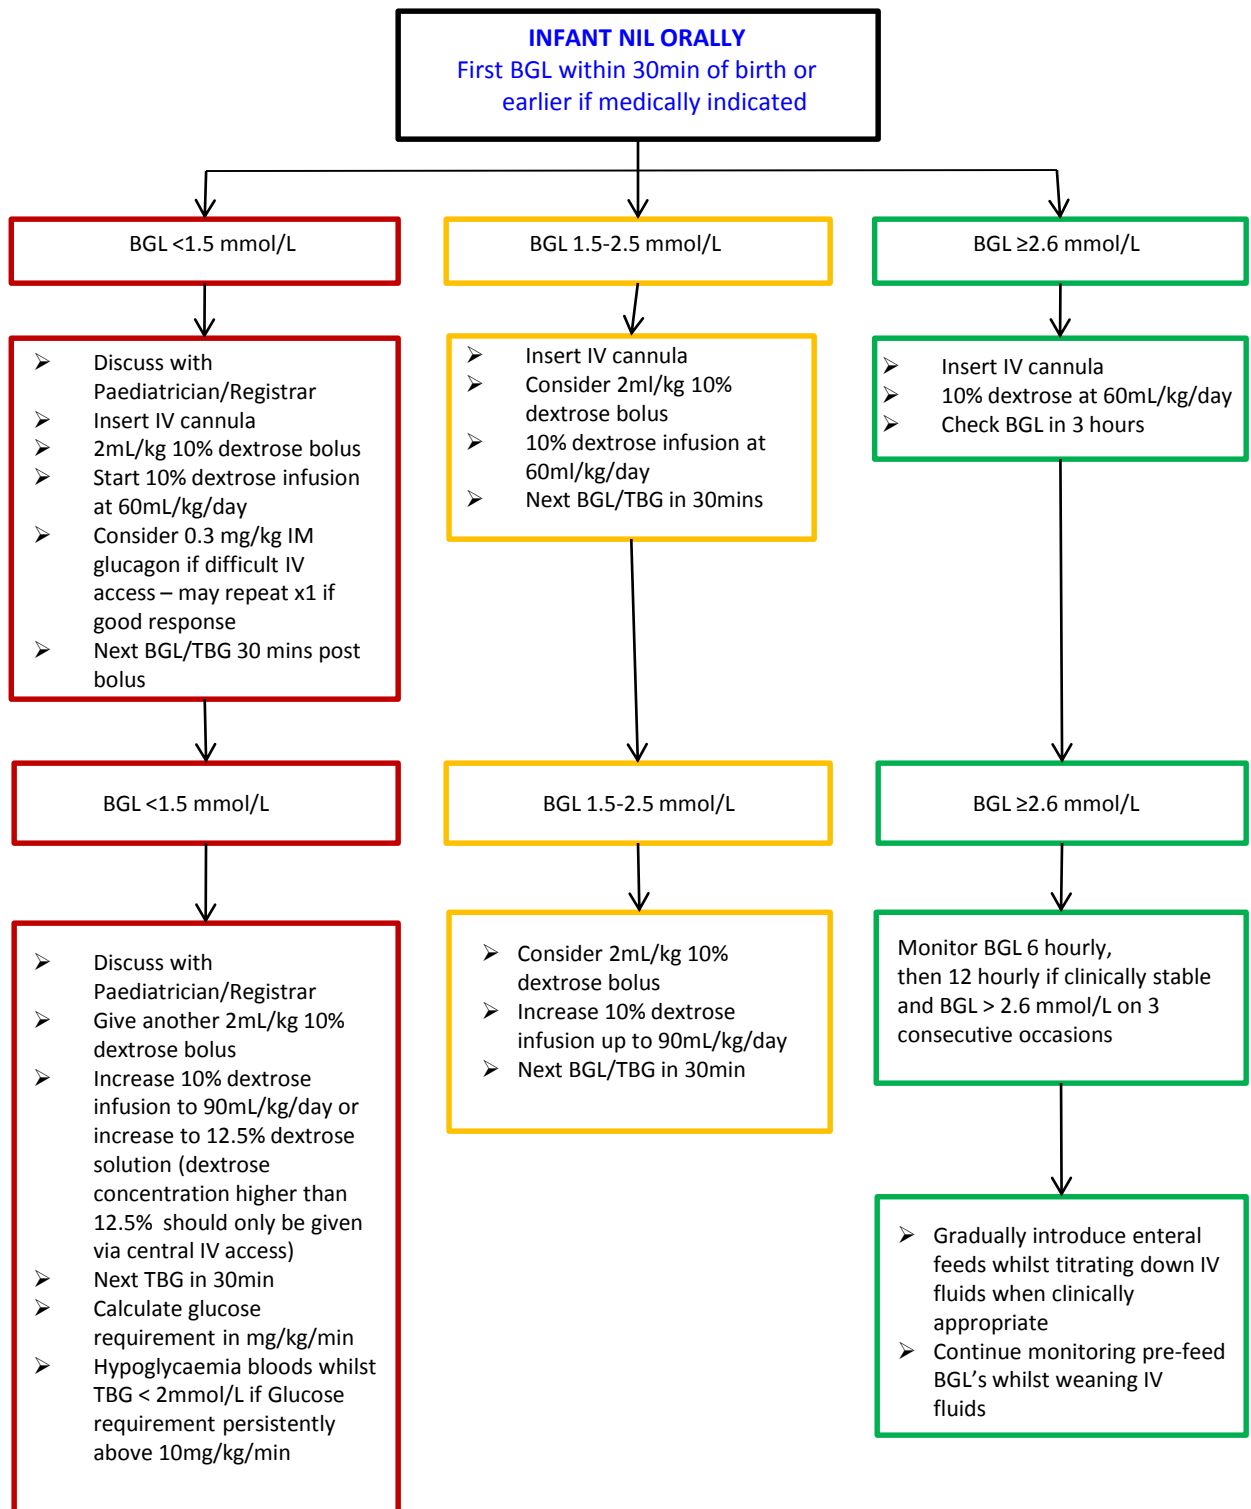 INFANT NIL ORALLY
First BGL within 30min of birth or
earlier if medically indicated
BGL <1.5 mmol/L
BGL 1.5-2.5 mmol/L
BGL ≥2.6 mmol/L
➢ Discuss with
Paediatrician/Registrar
➢ Insert IV cannula
➢ 2mL/kg 10% dextrose bolus
➢ Start 10% dextrose infusion
at 60mL/kg/day
➢ Consider 0.3 mg/kg IM
glucagon if difficult IV
access – may repeat x1 if
good response
➢ Next BGL/TBG 30 mins post
bolus
➢ Insert IV cannula
➢ Consider 2ml/kg 10%
dextrose bolus
➢ 10% dextrose infusion at
60ml/kg/day
➢ Next BGL/TBG in 30mins
➢ Insert IV cannula
➢ 10% dextrose at 60mL/kg/day
➢ Check BGL in 3 hours
BGL <1.5 mmol/L
BGL 1.5-2.5 mmol/L
BGL ≥2.6 mmol/L
➢ Discuss with
Paediatrician/Registrar
➢ Give another 2mL/kg 10%
dextrose bolus
➢ Increase 10% dextrose
infusion to 90mL/kg/day or
increase to 12.5% dextrose
solution (dextrose
concentration higher than
12.5% should only be given
via central IV access)
➢ Next TBG in 30min
➢ Calculate glucose
requirement in mg/kg/min
➢ Hypoglycaemia bloods whilst
TBG < 2mmol/L if Glucose
requirement persistently
above 10mg/kg/min
➢ Consider 2mL/kg 10%
dextrose bolus
➢ Increase 10% dextrose
infusion up to 90mL/kg/day
➢ Next BGL/TBG in 30min
Monitor BGL 6 hourly,
then 12 hourly if clinically stable
and BGL > 2.6 mmol/L on 3
consecutive occasions
➢ Gradually introduce enteral
feeds whilst titrating down IV
fluids when clinically
appropriate
➢ Continue monitoring pre-feed
BGL's whilst weaning IV
fluids